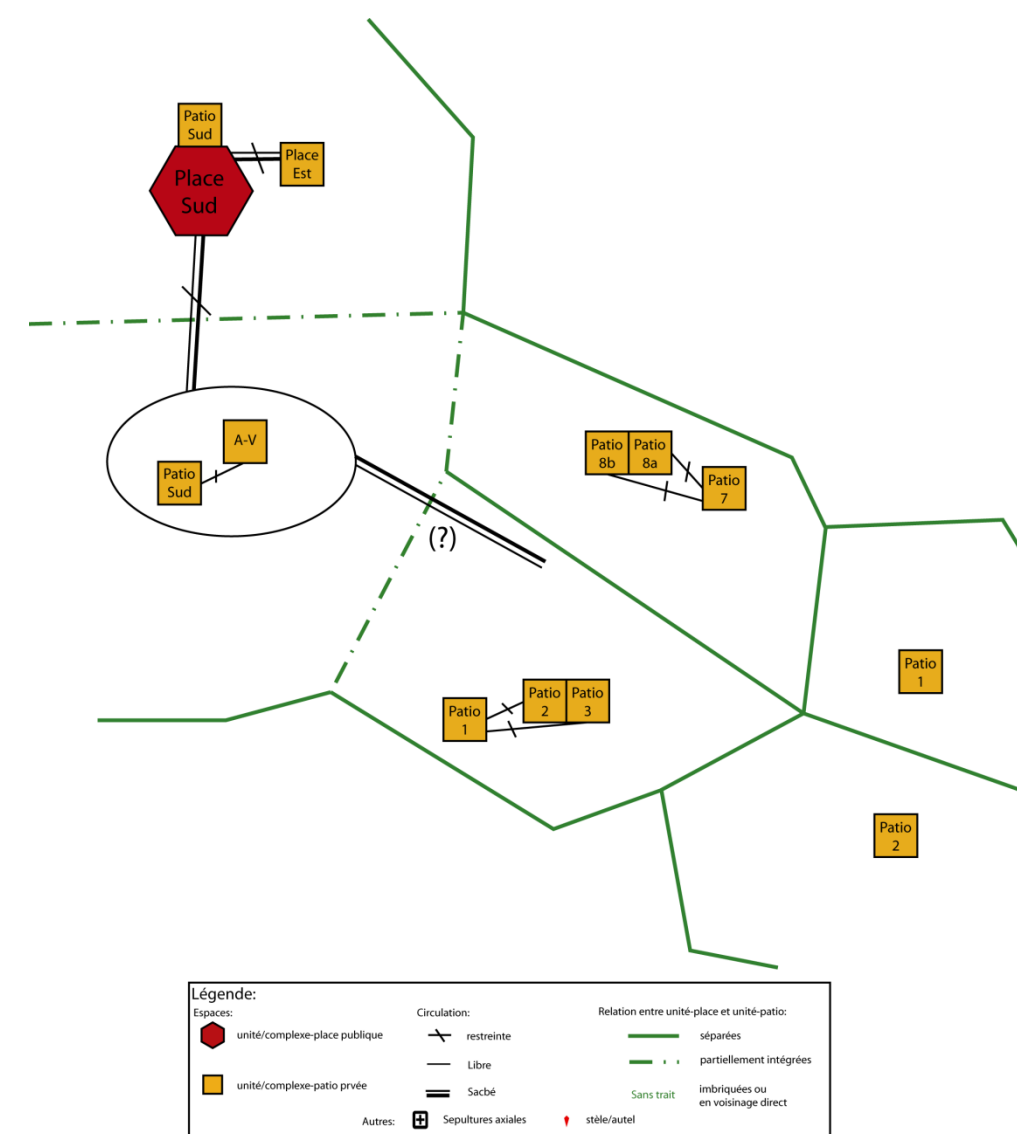 Patio
Sud
Place
Est
Place
Sud
A-V
Patio
Sud
(?)
Patio
8b
Patio
8a
Patio
7
Patio
1
Patio
2
Patio
3
Patio
1
Patio
2
Légende:
Espaces:
unité/complexe-place publique
unité/complexe-patio prvée
Circulation:
restreinte
Libre
Sacbé
Relation entre unité-place et unité-patio:
séparées
partiellement intégrées
Sans trait
imbriquées ou
en voisinage direct
Autres:
Sepultures axiales
stèle/autel